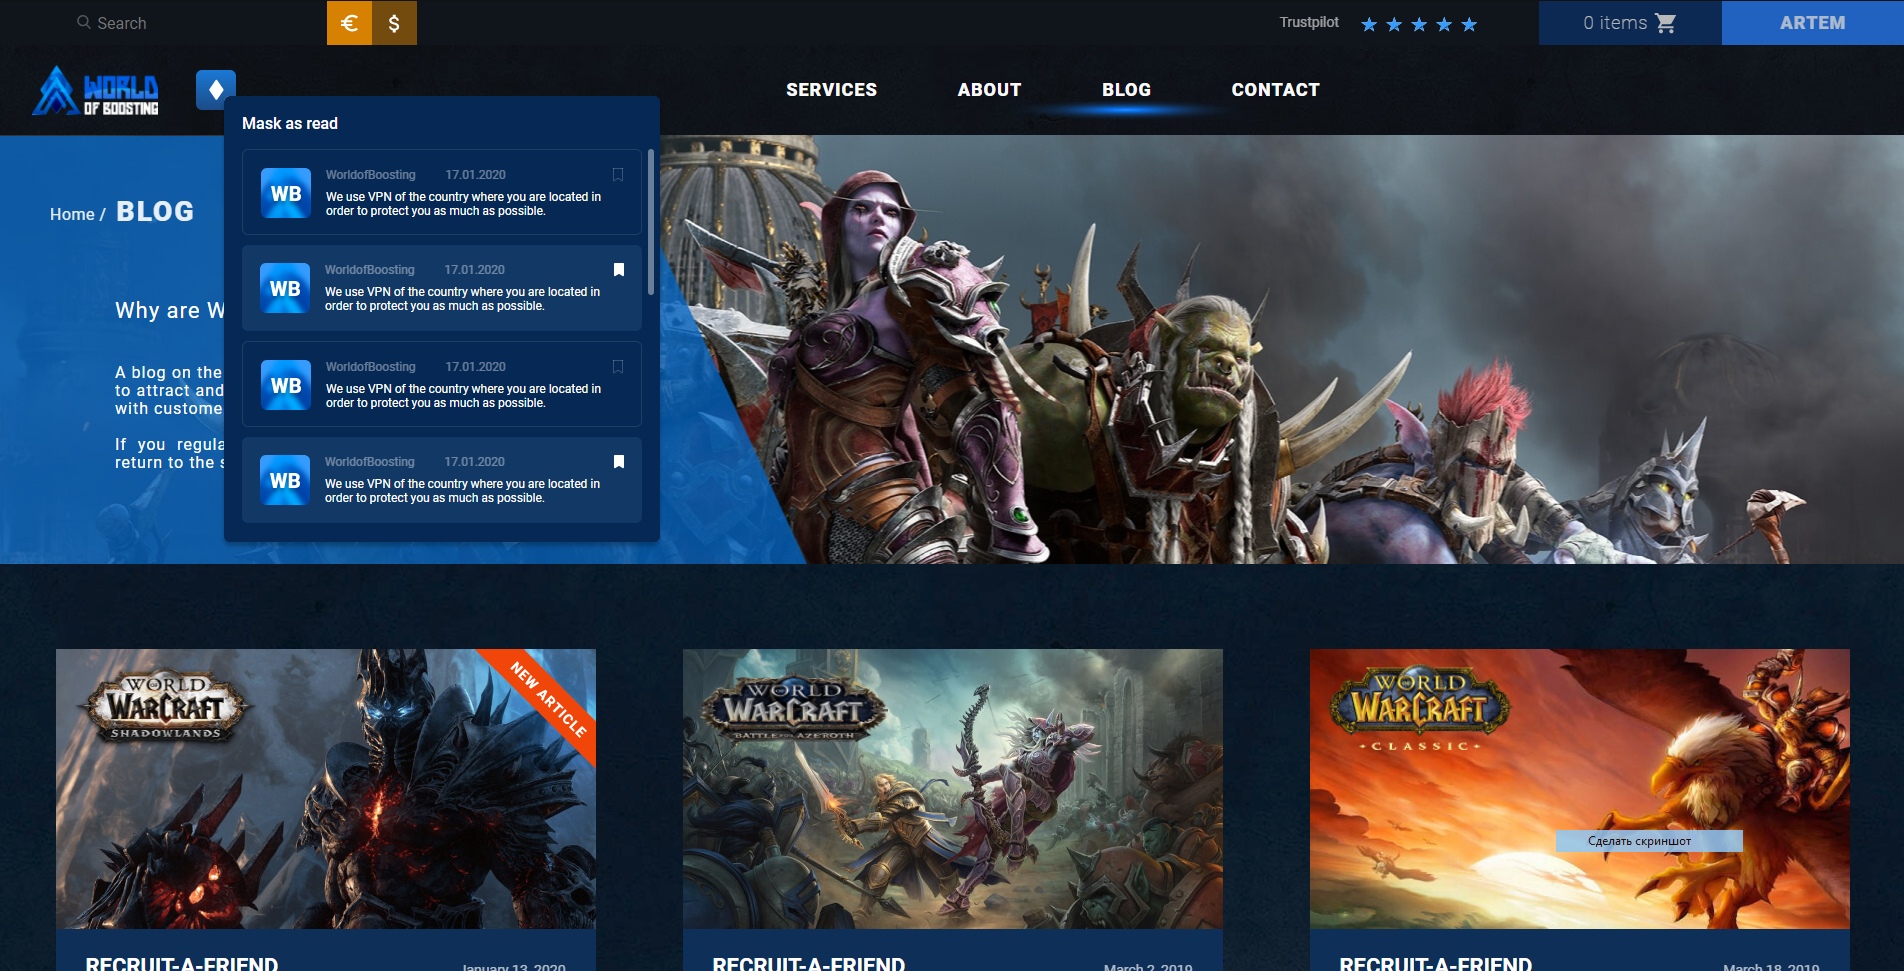 Search
€ $
Trustpilot
0 items
ARTEM
WORLD
OF BOOSTING
SERVICES
ABOUT
BLOG
CONTACT
Mask as read
WorldofBoosting 17.01.2020
WB
We use VPN of the country where you are located in
order to protect you as much as possible.
WorldofBoosting 17.01.2020
WB
We use VPN of the country where you are located in
order to protect you as much as possible.
WorldofBoosting 17.01.2020
WB
We use VPN of the country where you are located in
order to protect you as much as possible.
WorldofBoosting 17.01.2020
WB
We use VPN of the country where you are located in
order to protect you as much as possible.
Home / BLOG
Why are
A blog on the
to attract and
with custome
If you regula
return to the
WORLD
WARCRAFT
SHADOWLANDS
NEW ARTICLE
WORLD
WARCRAFT
BATTLE FOR AZEROTH
WORLD
WARCRAFT
CLASSIC
Сделать скриншот
RECRUIT-A-FRIEND
January 13, 2020
RECRUIT-A-FRIEND
March 2, 2019
RECRUIT-A-FRIEND
March 18, 2019